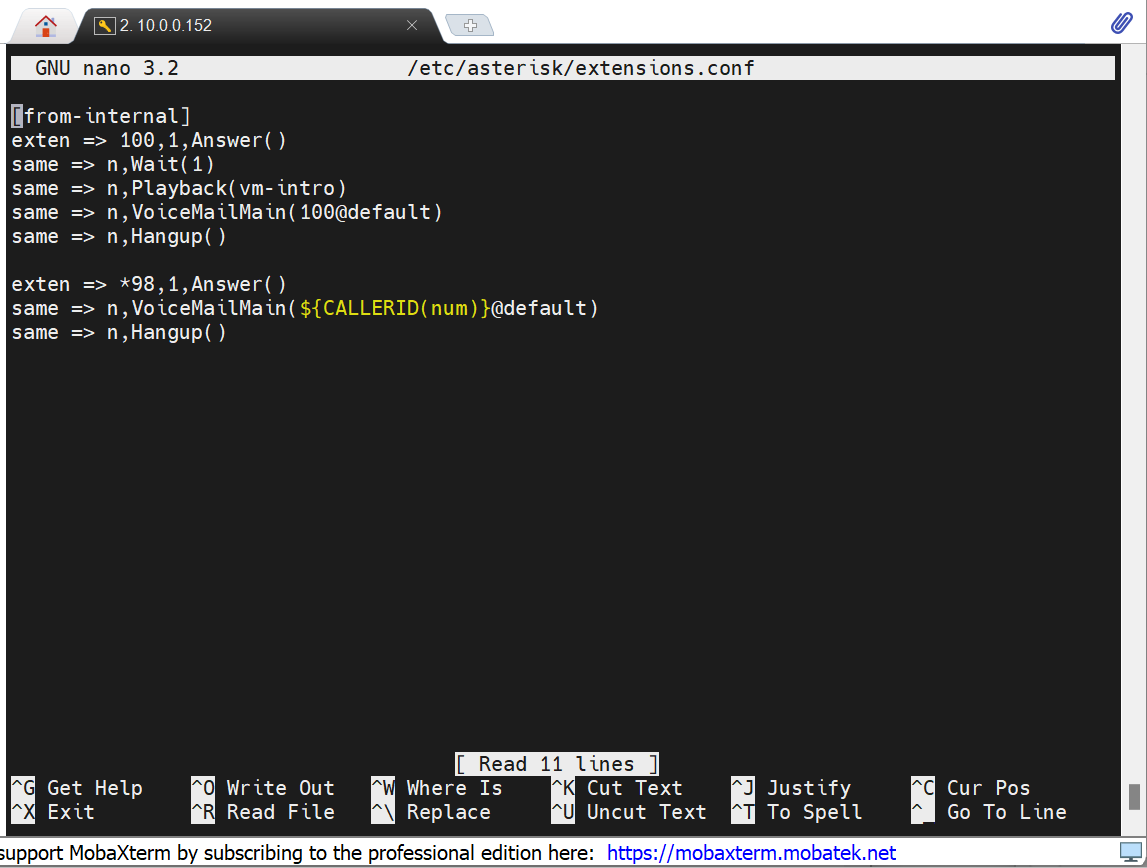 2. 10.0.0.152
GNU nano 3.2 /etc/asterisk/extensions.conf
[from-internal]
exten => 100,1,Answer()
same => n,Wait(1)
same => n,Playback(vm-intro)
same => n,VoiceMailMain(100@default)
same => n,Hangup()
exten => *98,1,Answer()
same => n,VoiceMailMain(${CALLERID(num)}@default)
same => n,Hangup()
[ Read 11 lines ]
^G Get Help ^O Write Out ^W Where Is ^K Cut Text ^J Justify ^C Cur Pos
^X Exit ^R Read File ^\ Replace ^U Uncut Text ^T To Spell ^_ Go To Line
support MobaXterm by subscribing to the professional edition here: https://mobaxterm.mobatek.net